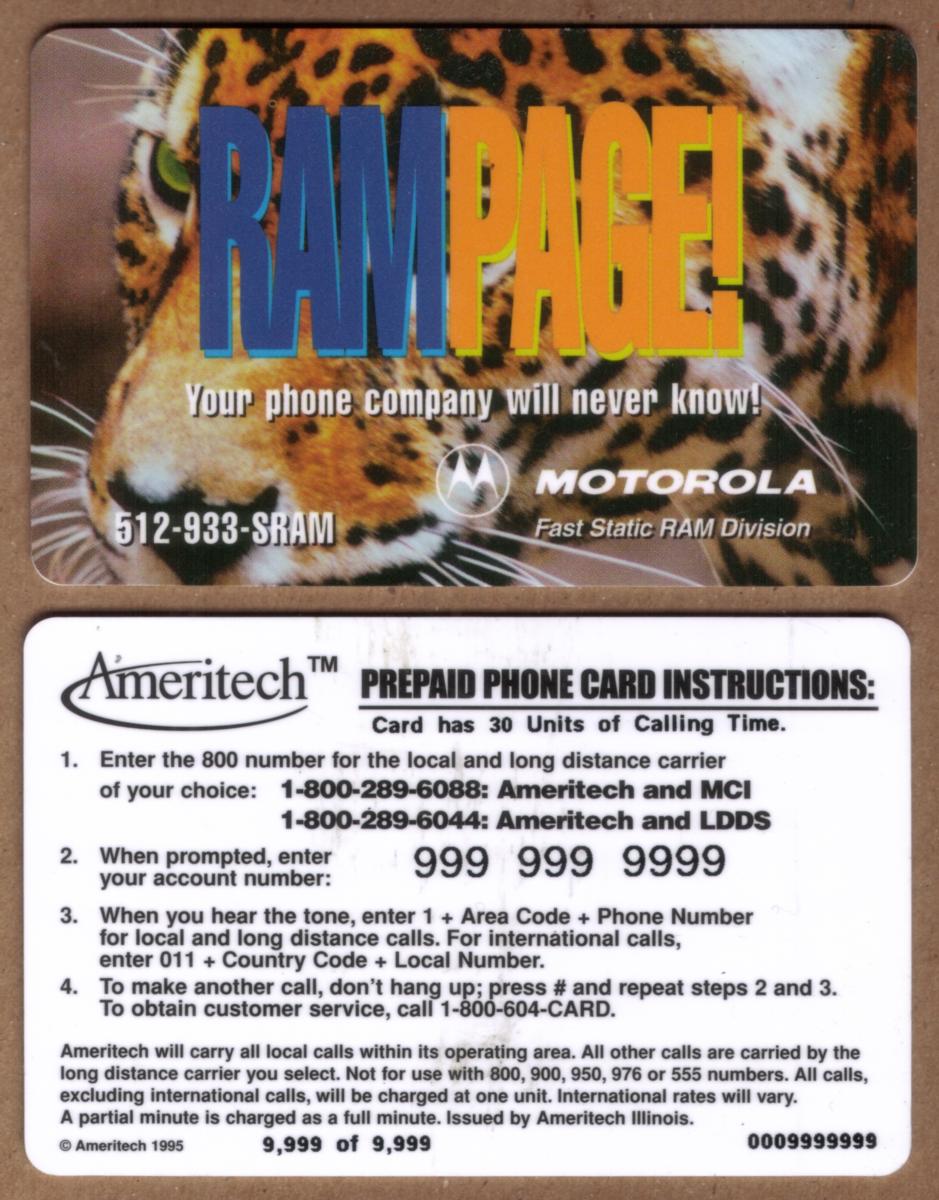 RAMPAGE!
Your phone company will never know!
MOTOROLA
512-933-SRAM
Fast Static RAM Division
Ameritech™
PREPAID PHONE CARD INSTRUCTIONS:
Card has 30 Units of Calling Time.
1. Enter the 800 number for the local and long distance carrier
of your choice: 1-800-289-6088: Ameritech and MCI
1-800-289-6044: Ameritech and LDDS
2. When prompted, enter
your account number: 999 999 9999
3. When you hear the tone, enter 1 + Area Code + Phone Number
for local and long distance calls. For international calls,
enter 011 + Country Code + Local Number.
4. To make another call, don't hang up; press # and repeat steps 2 and 3.
To obtain customer service, call 1-800-604-CARD.
Ameritech will carry all local calls within its operating area. All other calls are carried by the
long distance carrier you select. Not for use with 800, 900, 950, 976 or 555 numbers. All calls,
excluding international calls, will be charged at one unit. International rates will vary.
A partial minute is charged as a full minute. Issued by Ameritech Illinois.
© Ameritech 1995 9,999 of 9,999 0009999999